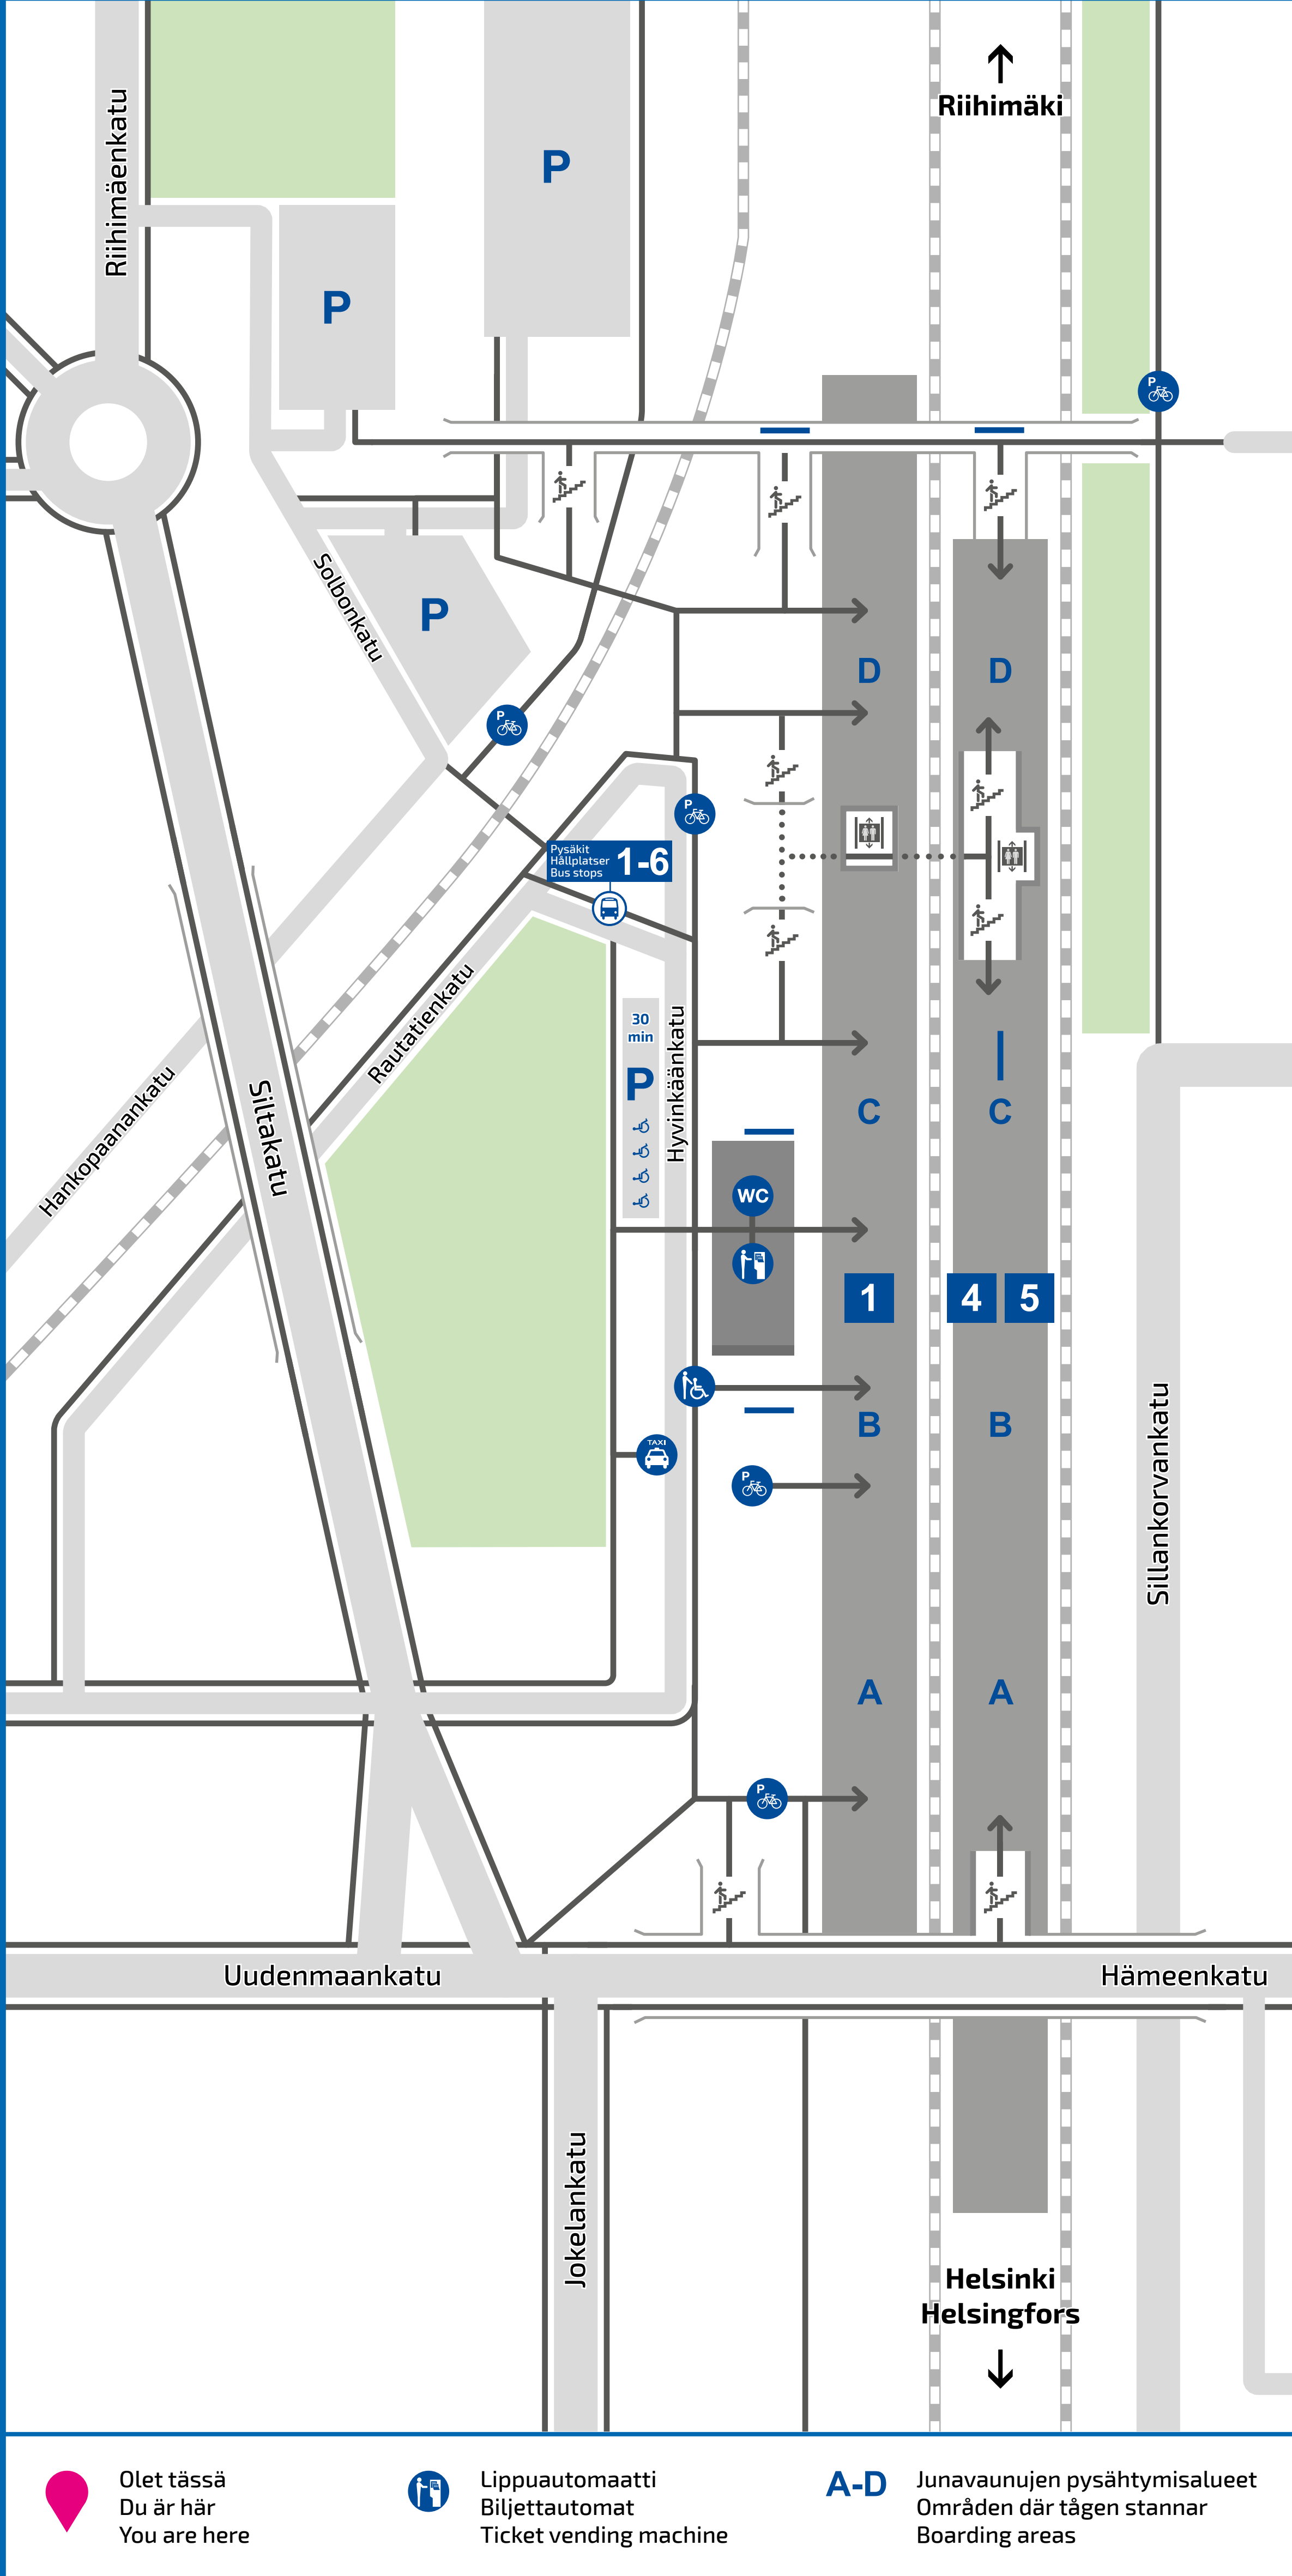 Riihimäki
Riihimäenkatu
P
P
P
P
Solbonkatu
D
D
P
P
Pysäkit
Hållplatser
Bus stops
1-6
Rautatienkatu
30
min
P
Hyvinkäänkatu
Hankopaanankatu
Siltakatu
C
C
WC
1
4
5
B
B
TAXI
P
Sillankorvankatu
A
A
P
Uudenmaankatu
Hämeenkatu
Jokelankatu
Helsinki
Helsingfors
Olet tässä
Du är här
You are here
Lippuautomaatti
Biljettautomat
Ticket vending machine
A-D
Junavaunujen pysähtymisalueet
Områden där tågen stannar
Boarding areas